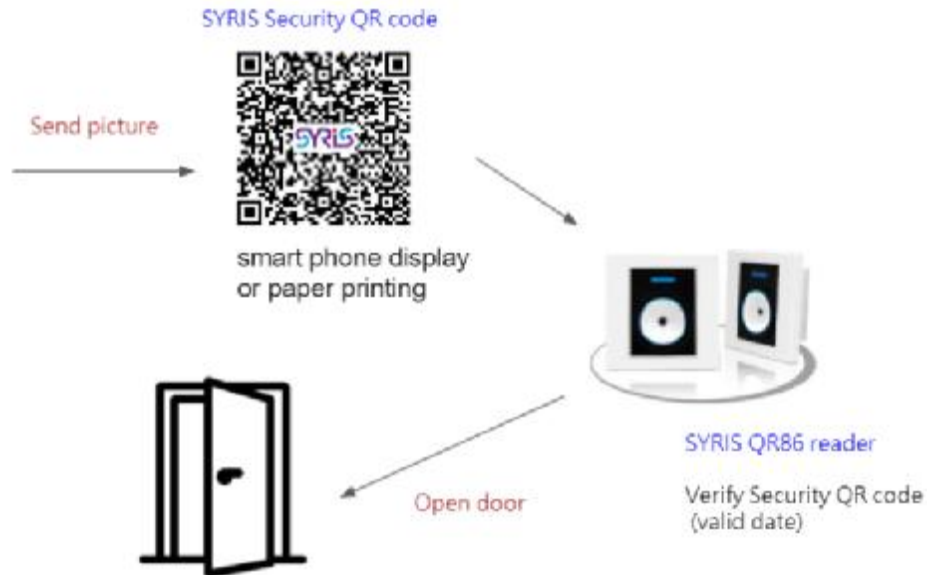 SYRIS Security QR code
Send picture
SYRIS
smart phone display
or paper printing
SYRIS QR86 reader
Open door
Verify Security QR code
(valid date)